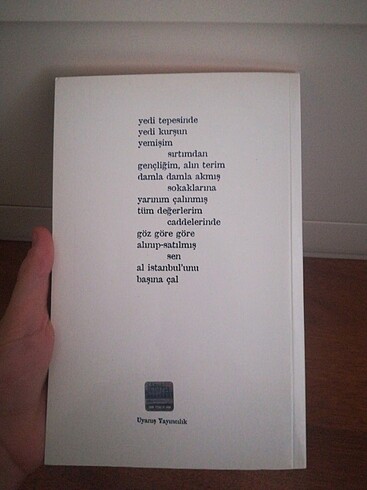 yedi tepesinde
yedi kurşun
yemişim
sırtımdan
gençliğim, alın terim
damla damla akmış
sokaklarına
yarınım çalınmış
tüm değerlerim
caddelerinde
göz göre göre
alınıp-satılmış
sen
al istanbul'unu
başına çal
Uyanış Yayıncılık